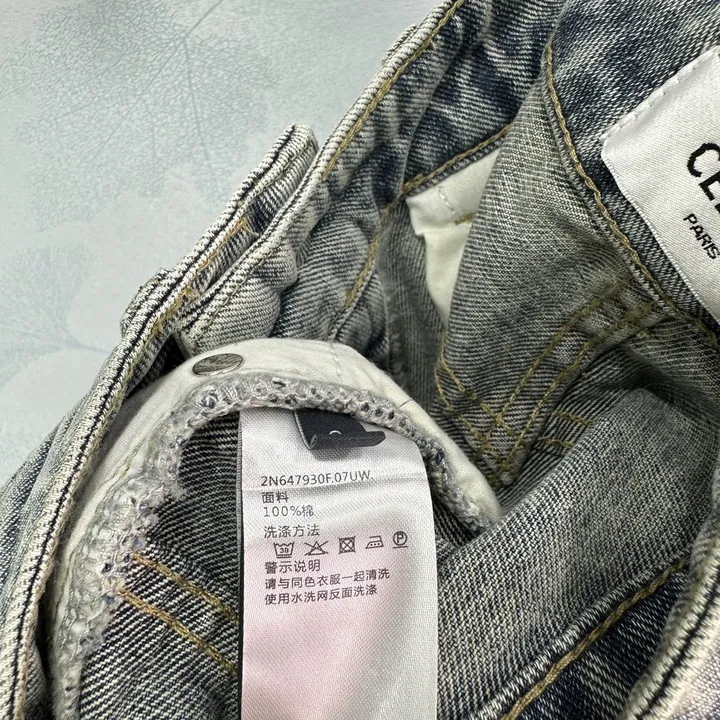 CE
PARIS
2N647930F.07UW
面料
100%棉
洗涤方法
30
P
警示说明
请与同色衣服一起清洗
使用水洗网反面洗涤